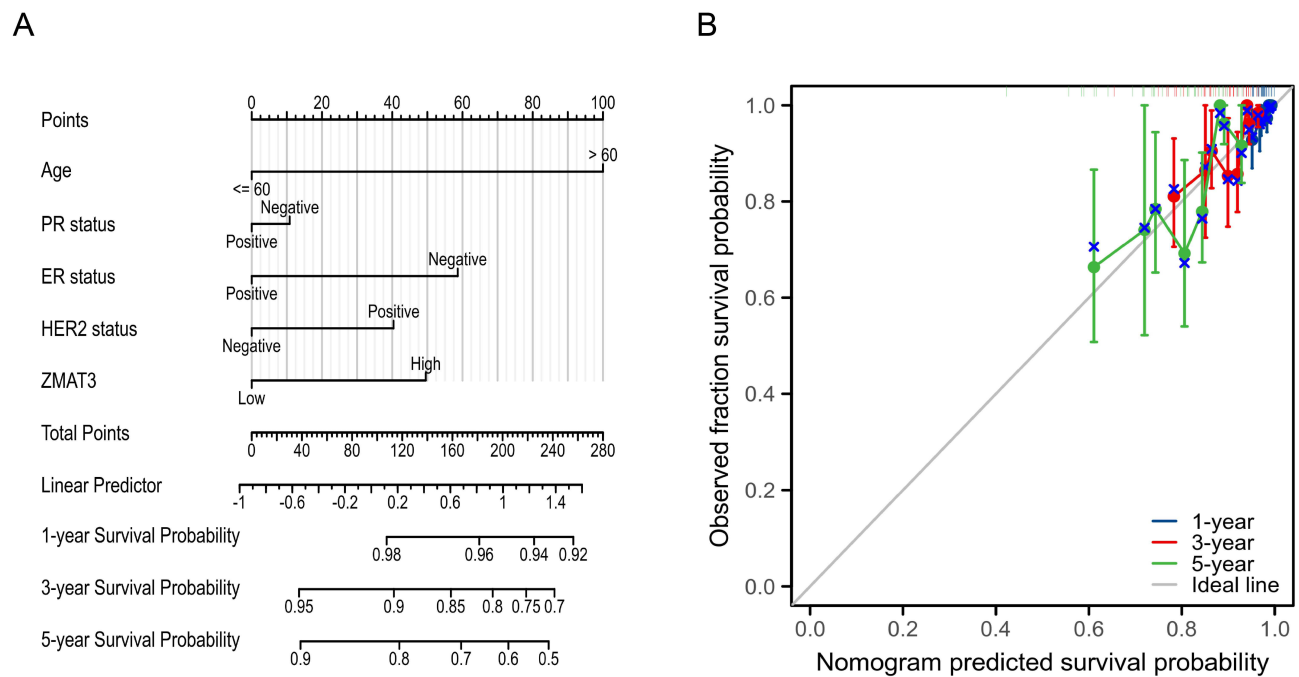 A
Points
0 20 40 60 80 100
Age
> 60
<= 60
PR status
Negative
Positive
ER status
Negative
Positive
HER2 status
Positive
Negative
ZMAT3
High
Low
Total Points
0 40 80 120 160 200 240 280
Linear Predictor
-1 -0.6 -0.2 0.2 0.6 1 1.4
1-year Survival Probability
0.98 0.96 0.94 0.92
3-year Survival Probability
0.95 0.9 0.85 0.8 0.75 0.7
5-year Survival Probability
0.9 0.8 0.7 0.6 0.5
B
Observed fraction survival probability
1.0
0.8
0.6
0.4
0.2
0.0
1-year
3-year
5-year
Ideal line
0.0 0.2 0.4 0.6 0.8 1.0
Nomogram predicted survival probability